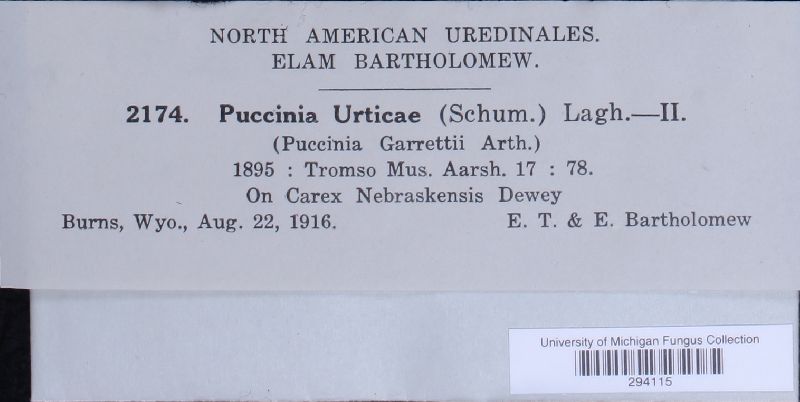 NORTH AMERICAN UREDINALES.
ELAM BARTHOLOMEW.
2174. Puccinia Urticae (Schum.) Lagh.—II.
(Puccinia Garrettii Arth.)
1895 : Tromso Mus. Aarsh. 17 : 78.
On Carex Nebraskensis Dewey
Burns, Wyo., Aug. 22, 1916. E. T. & E. Bartholomew
University of Michigan Fungus Collection
294115